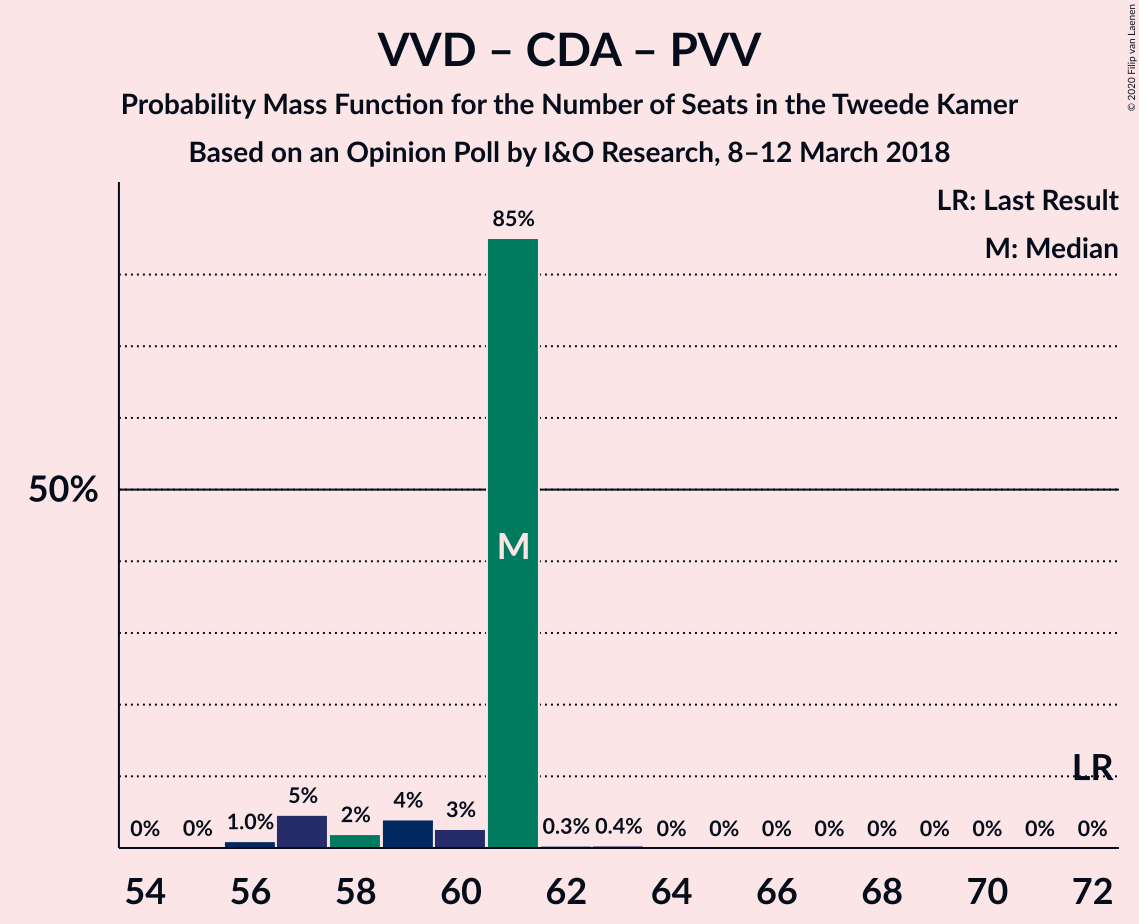 VVD – CDA – PVV
Probability Mass Function for the Number of Seats in the Tweede Kamer
Based on an Opinion Poll by I&O Research, 8–12 March 2018
© 2020 Filip van Laenen
LR: Last Result
M: Median
85%
50%
M
LR
0% 0% 1.0% 5% 2% 4% 3% 0.3% 0.4% 0% 0% 0% 0% 0% 0% 0% 0% 0%
54 56 58 60 62 64 66 68 70 72